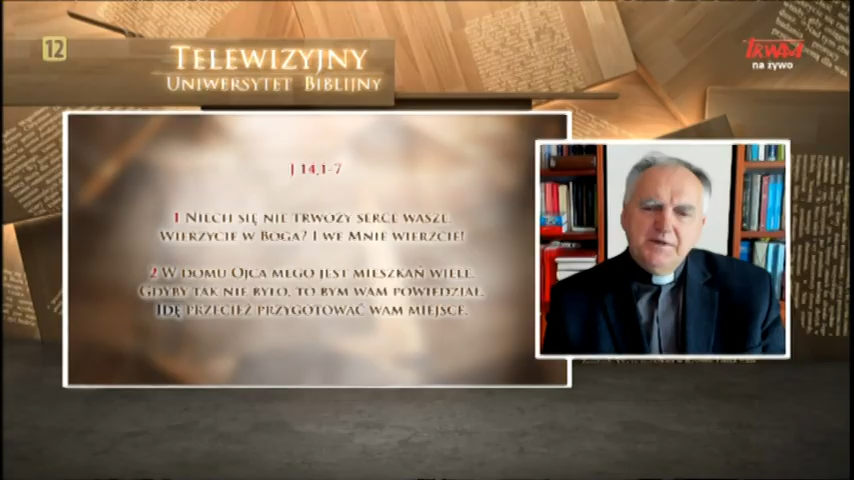 12
TELEWIZYJNY
UNIWERSYTET BIBLIJNY
TRWAM
na żywo
J 14,1-7
1 NIECH SIĘ NIE TRWOŻY SERCE WASZE.
WIERZYCIE W BOGA? I WE MNIE WIERZCIE!
2 W DOMU OJCA MEGO JEST MIESZKAŃ WIELE.
GDYBY TAK NIE BYŁO, TO BYM WAM POWIEDZIAŁ.
IDĘ PRZECIEŻ PRZYGOTOWAĆ WAM MIEJSCE.